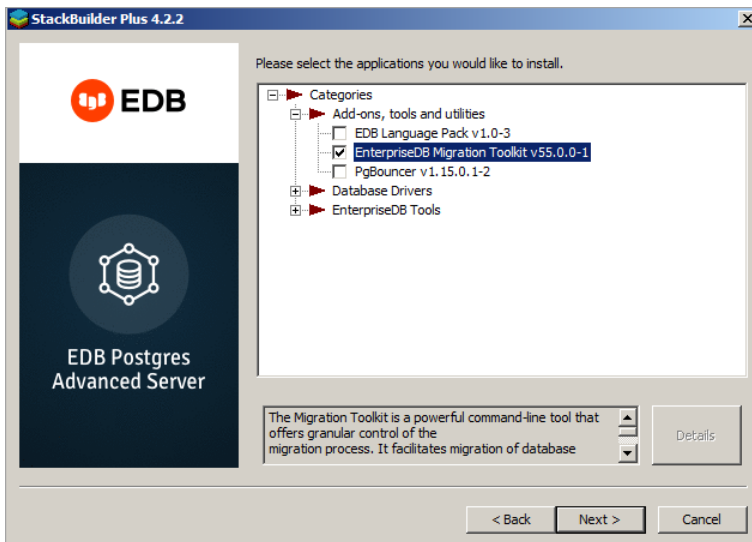 StackBuilder Plus 4.2.2
EDB
EDB Postgres
Advanced Server
Please select the applications you would like to install.
Categories
Add-ons, tools and utilities
EDB Language Pack v1.0-3
EnterpriseDB Migration Toolkit v55.0.0-1
PgBouncer v1.15.0.1-2
Database Drivers
EnterpriseDB Tools
The Migration Toolkit is a powerful command-line tool that
offers granular control of the
migration process. It facilitates migration of database
Details
< Back
Next >
Cancel